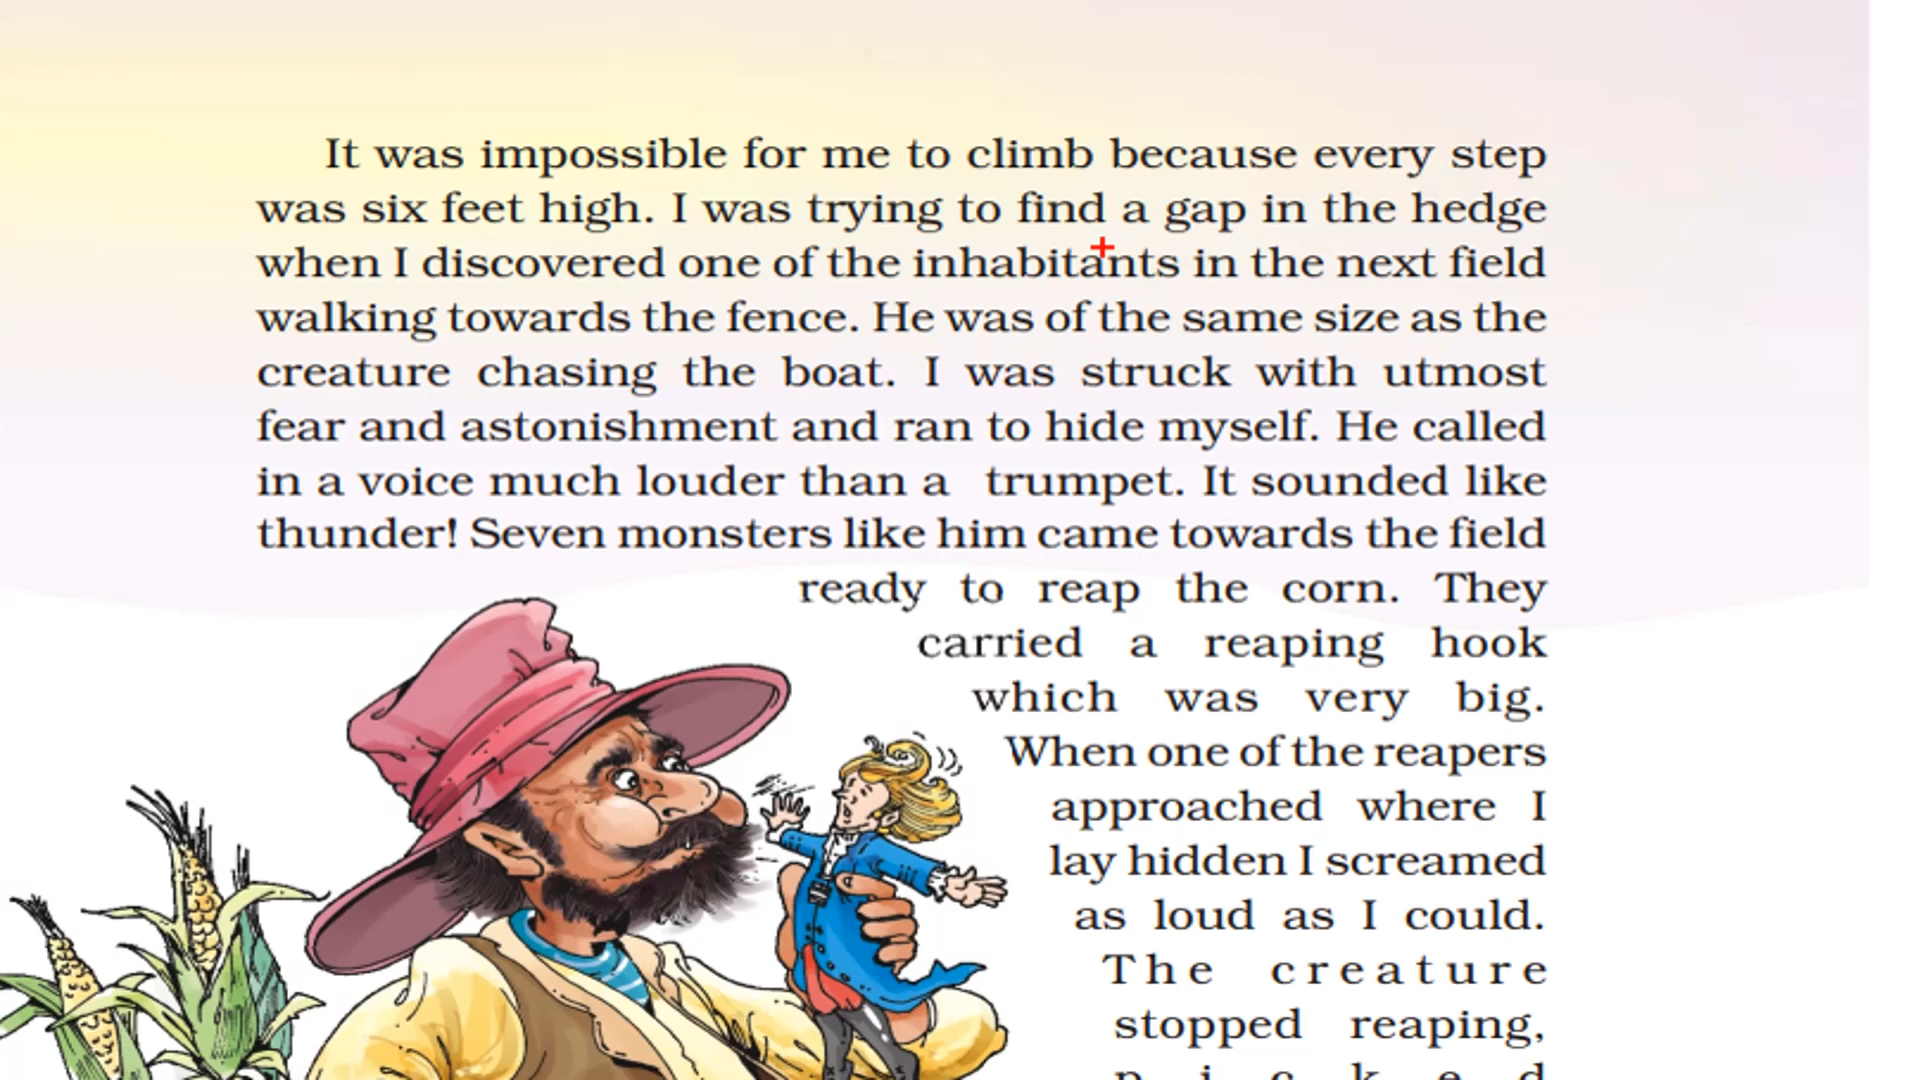 It was impossible for me to climb because every step
was six feet high. I was trying to find a gap in the hedge
when I discovered one of the inhabitants in the next field
walking towards the fence. He was of the same size as the
creature chasing the boat. I was struck with utmost
fear and astonishment and ran to hide myself. He called
in a voice much louder than a trumpet. It sounded like
thunder! Seven monsters like him came towards the field
ready to reap the corn. They
carried a reaping hook
which was very big.
When one of the reapers
approached where I
lay hidden I screamed
as loud as I could.
The creature
stopped reaping,
picked